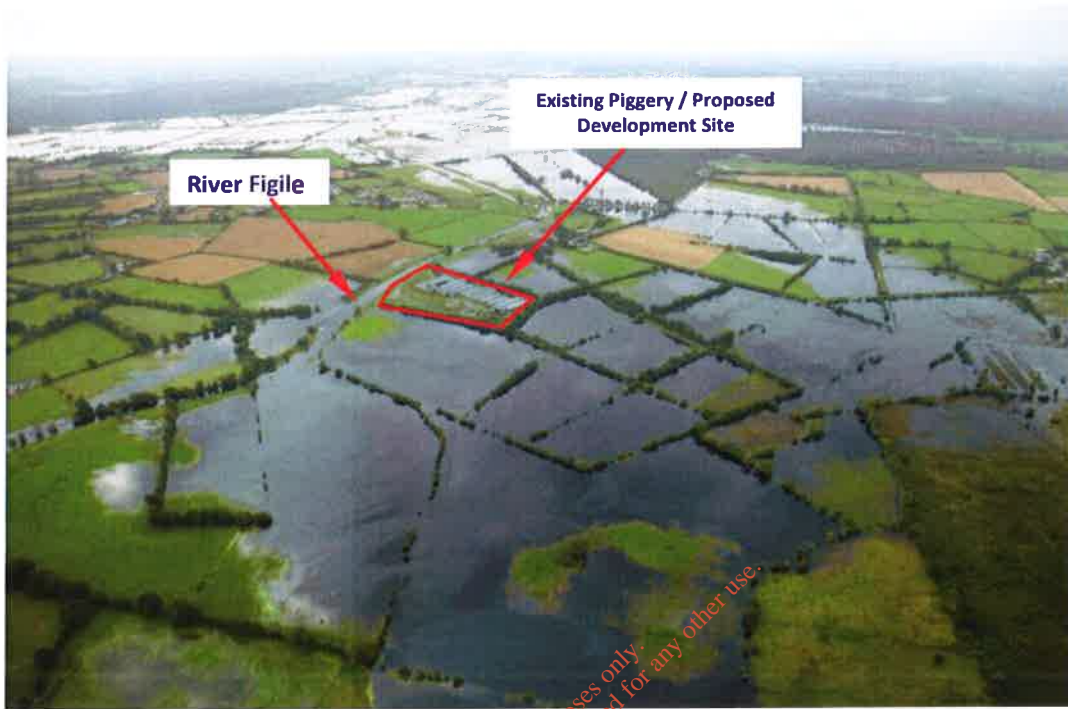 Existing Piggery / Proposed
Development Site
River Figile
ses only.
d for any other use.